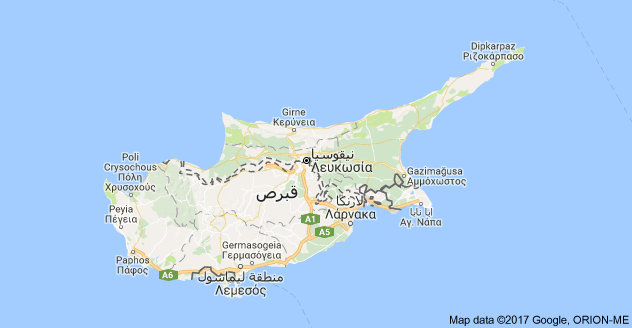 Dipkarpaz
Ριζοκάρπασο
Girne
Κερύνεια
نيقوسيا
Λευκωσία
Poli
Crysochous
Πόλη
Χρυσοχούς
Gazimağusa
Αμμόχωστος
قبرص
Peyia
Πέγεια
لارنكا
Λάρνακα
ايا نابا
Αγ. Νάπα
A1
A5
Germasogeia
Γερμασόγεια
Paphos
Πάφος
A6
منطقة ليماسول
Λεμεσός
Map data ©2017 Google, ORION-ME